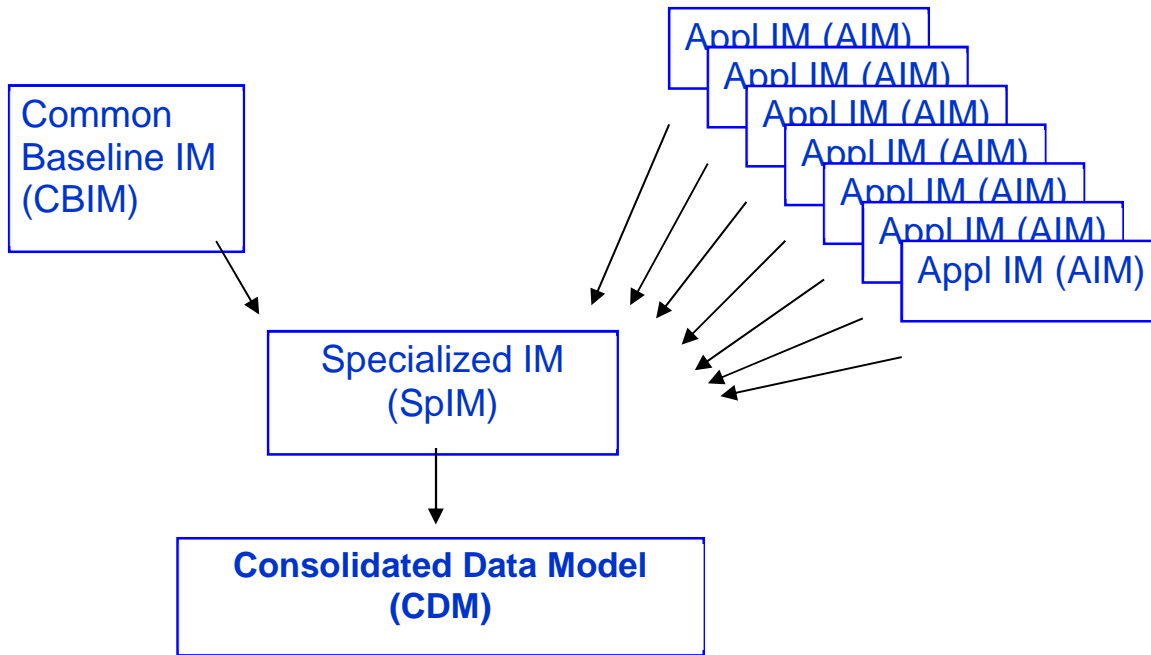 Appl IM (AIM)
Appl IM (AIM)
Appl IM (AIM)
Appl IM (AIM)
Appl IM (AIM)
Appl IM (AIM)
Appl IM (AIM)
Common
Baseline IM
(CBIM)
Specialized IM
(SpIM)
Consolidated Data Model
(CDM)